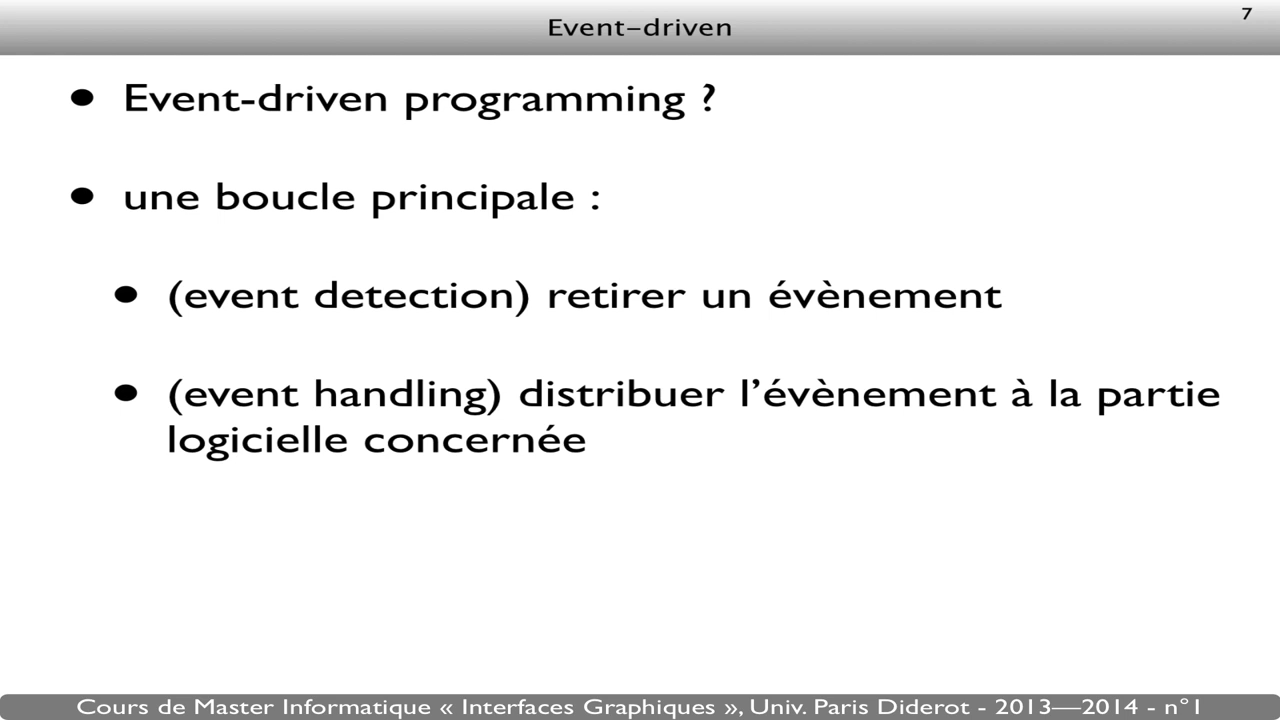 Event–driven
7
• Event-driven programming ?
• une boucle principale :
• (event detection) retirer un évènement
• (event handling) distribuer l’évènement à la partie
logicielle concernée
Cours de Master Informatique « Interfaces Graphiques », Univ. Paris Diderot - 2013—2014 - n°1